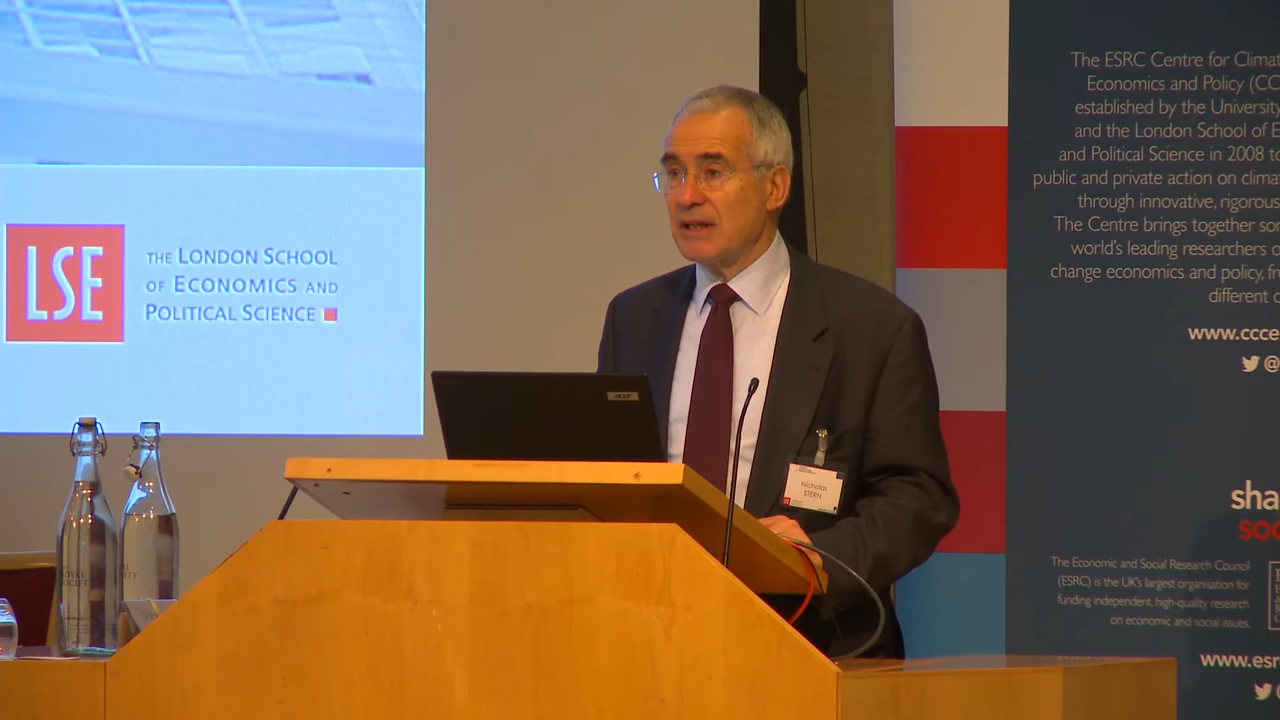 LSE
THE LONDON SCHOOL
OF ECONOMICS AND
POLITICAL SCIENCE
acer
Nicholas
STERN
The ESRC Centre for Climat
Economics and Policy (CC
established by the University
and the London School of E
and Political Science in 2008 to
public and private action on clima
through innovative, rigorous
The Centre brings together som
world's leading researchers o
change economics and policy, fr
different c
www.ccce
@
sha
soc
The Economic and Social Research Council
(ESRC) is the UK's largest organisation for
funding independent, high-quality research
on economic and social issues.
www.esr